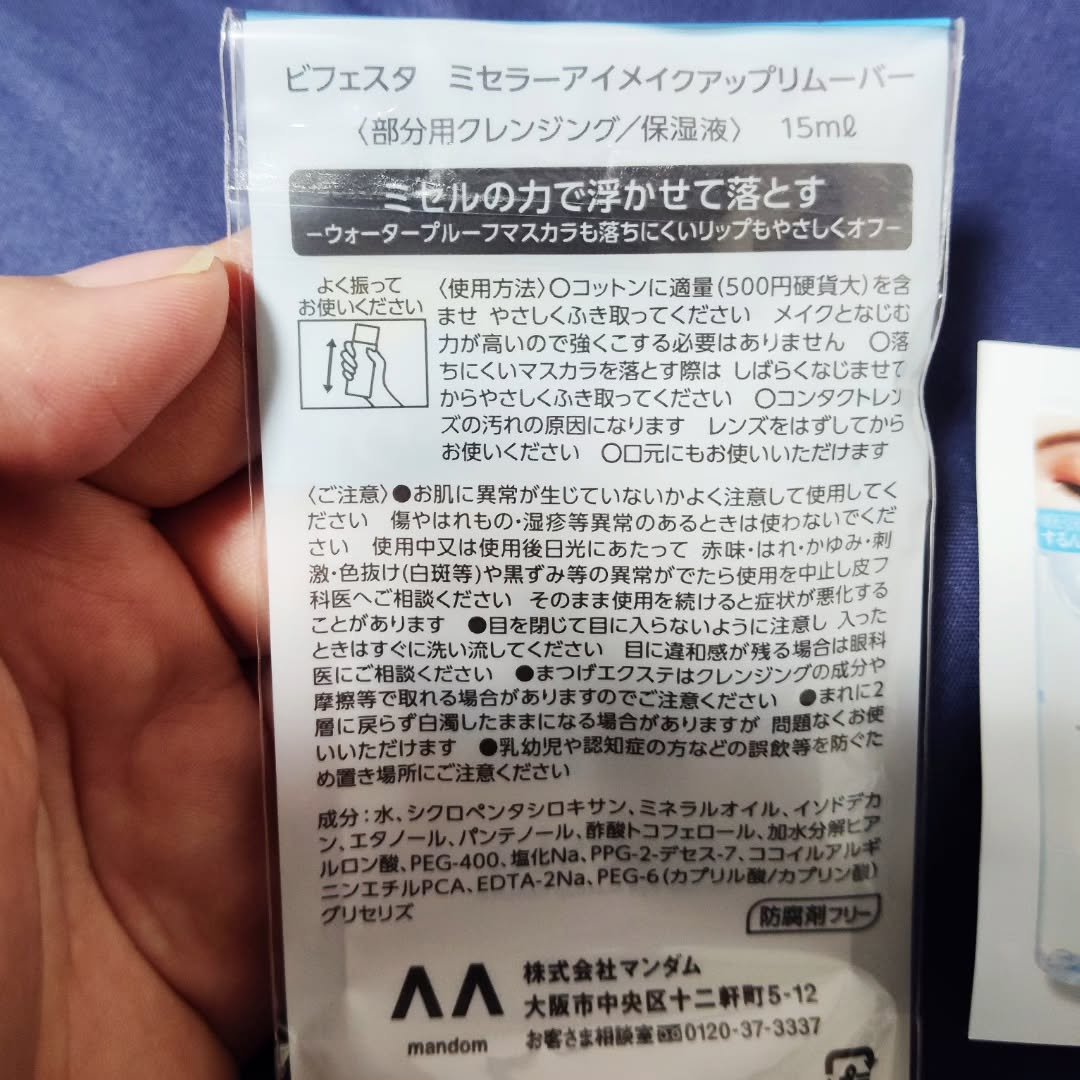 ビフェスタ ミセラーアイメイクアップリムーバー
〈部分用クレンジング/保湿液〉 15mℓ
ミセルの力で浮かせて落とす
−ウォータープルーフマスカラも落ちにくいリップもやさしくオフ−
よく振って
お使いください
〈使用方法〉〇コットンに適量(500円硬貨大)を含
ませ やさしくふき取ってください メイクとなじむ
力が高いので強くこする必要はありません 〇落
ちにくいマスカラを落とす際は しばらくなじませて
からやさしくふき取ってください 〇コンタクトレン
ズの汚れの原因になります レンズをはずしてから
お使いください 〇口元にもお使いいただけます
〈ご注意〉●お肌に異常が生じていないかよく注意して使用してく
ださい 傷やはれもの・湿疹等異常のあるときは使わないでくだ
さい 使用中又は使用後日光にあたって 赤味・はれ・かゆみ・刺
激・色抜け(白斑等)や黒ずみ等の異常がでたら使用を中止し皮フ
科医へご相談ください そのまま使用を続けると症状が悪化する
ことがあります ●目を閉じて目に入らないように注意し 入った
ときはすぐに洗い流してください 目に違和感が残る場合は眼科
医にご相談ください ●まつげエクステはクレンジングの成分や
摩擦等で取れる場合がありますのでご注意ください ●まれに2
層に戻らず白濁したままになる場合がありますが 問題なくお使
いいただけます ●乳幼児や認知症の方などの誤飲等を防ぐた
め置き場所にご注意ください
成分：水、シクロペンタシロキサン、ミネラルオイル、イソドデカ
ン、エタノール、パンテノール、酢酸トコフェロール、加水分解ヒア
ルロン酸、PEG-400、塩化Na、PPG-2-デセス-7、ココイルアルギ
ニンエチルPCA、EDTA-2Na、PEG-6(カプリル酸/カプリン酸)
グリセリズ
防腐剤フリー
株式会社マンダム
大阪市中央区十二軒町5-12
お客さま相談室 0120-37-3337
mandom